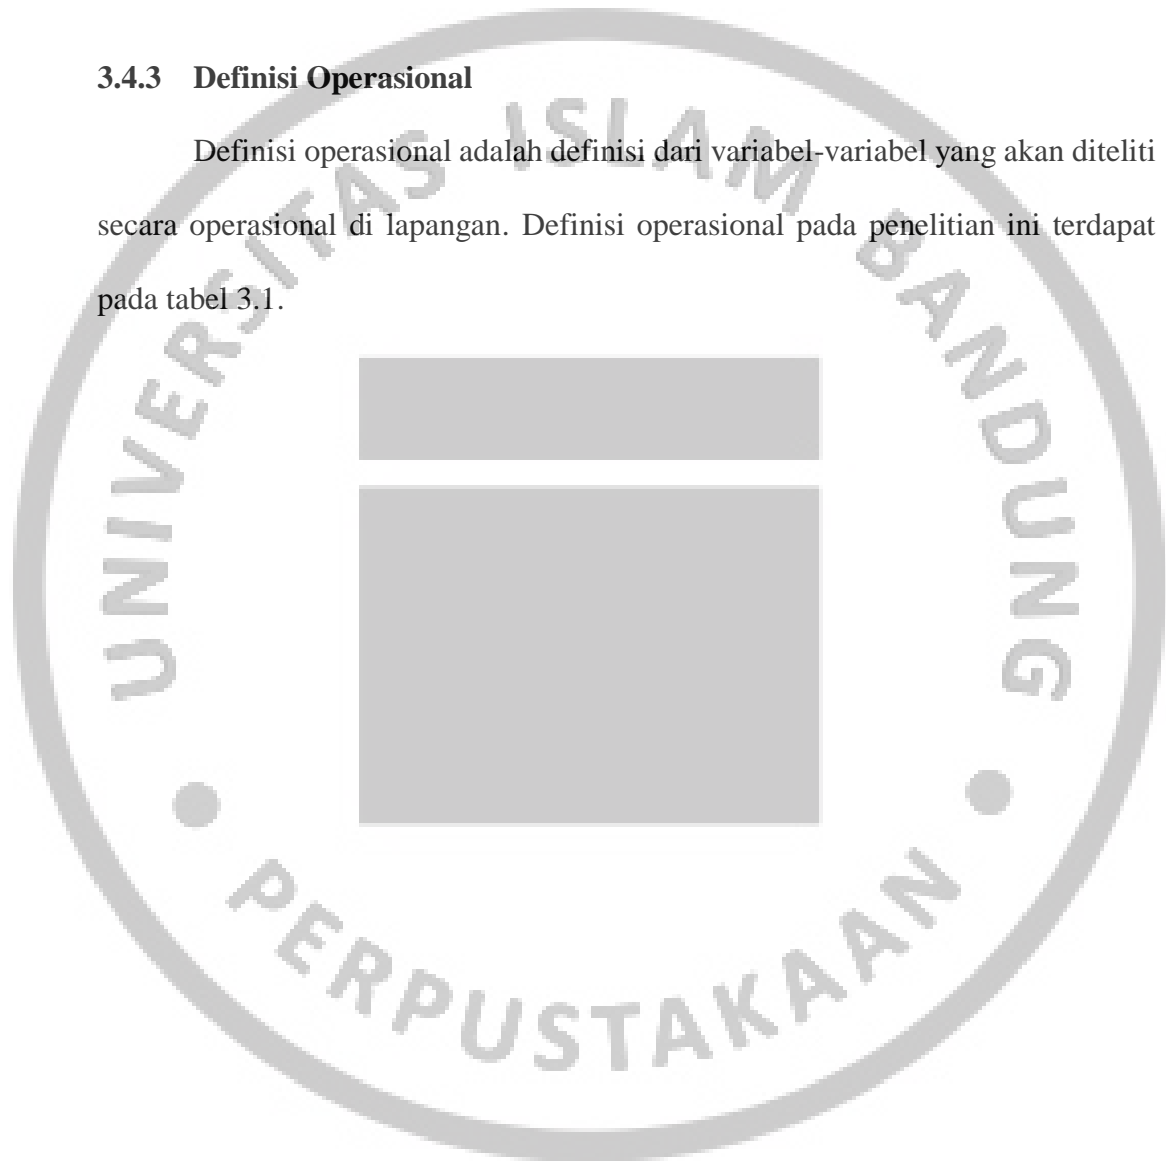 3.4.3 Definisi Operasional
Definisi operasional adalah definisi dari variabel-variabel yang akan diteliti
secara operasional di lapangan. Definisi operasional pada penelitian ini terdapat
pada tabel 3.1.
UNIVERSITAS ISLAM BANDUNG
PERPUSTAKAAN